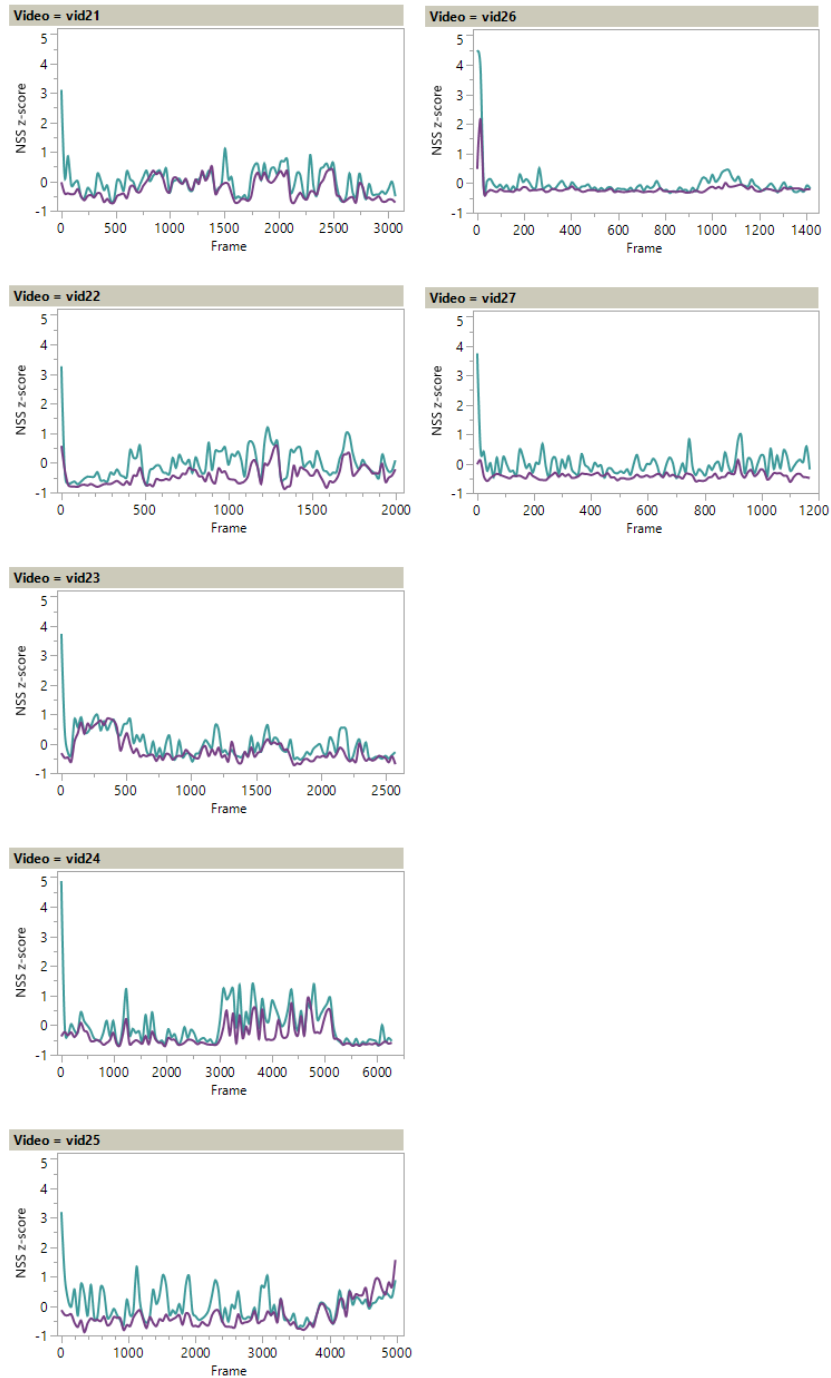 Video = vid21
5
4
3
2
1
0
-1
NSS z-score
0 500 1000 1500 2000 2500 3000
Frame
Video = vid22
5
4
3
2
1
0
-1
NSS z-score
0 500 1000 1500 2000
Frame
Video = vid23
5
4
3
2
1
0
-1
NSS z-score
0 500 1000 1500 2000 2500
Frame
Video = vid24
5
4
3
2
1
0
-1
NSS z-score
0 1000 2000 3000 4000 5000 6000
Frame
Video = vid25
5
4
3
2
1
0
-1
NSS z-score
0 1000 2000 3000 4000 5000
Frame
Video = vid26
5
4
3
2
1
0
-1
NSS z-score
0 200 400 600 800 1000 1200 1400
Frame
Video = vid27
5
4
3
2
1
0
-1
NSS z-score
0 200 400 600 800 1000 1200
Frame